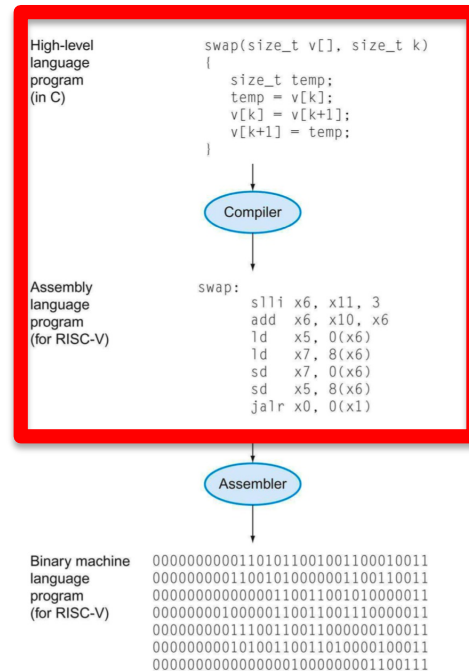 High-level swap(size_t v[], size_t k)
language {
program size_t temp;
(in C) temp = v[k];
v[k] = v[k+1];
v[k+1] = temp;
}
Compiler
Assembly swap:
language slli x6, x11, 3
program add x6, x10, x6
(for RISC-V) ld x5, 0(x6)
ld x7, 8(x6)
sd x7, 0(x6)
sd x5, 8(x6)
jalr x0, 0(x1)
Assembler
Binary machine 00000000001101011001001100010011
language 00000000011001010000001100110011
program 00000000000000110011001010000011
(for RISC-V) 00000000100000110011001110000011
00000000011100110011000000100011
00000000010100110011010000100011
00000000000000001000000001100111